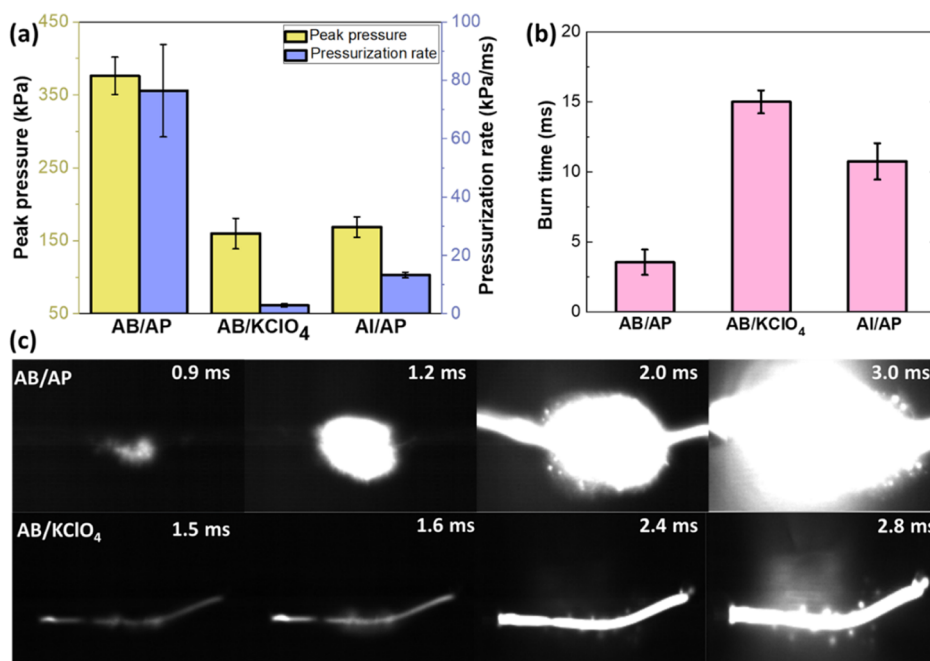 (a)
450
350
250
150
50
Peak pressure (kPa)
Peak pressure
Pressurization rate
100
80
60
40
20
0
Pressurization rate (kPa/ms)
AB/AP
AB/KClO₄
Al/AP
(b)
20
15
10
5
0
Burn time (ms)
AB/AP
AB/KClO₄
Al/AP
(c)
AB/AP
0.9 ms
1.2 ms
2.0 ms
3.0 ms
AB/KClO₄
1.5 ms
1.6 ms
2.4 ms
2.8 ms